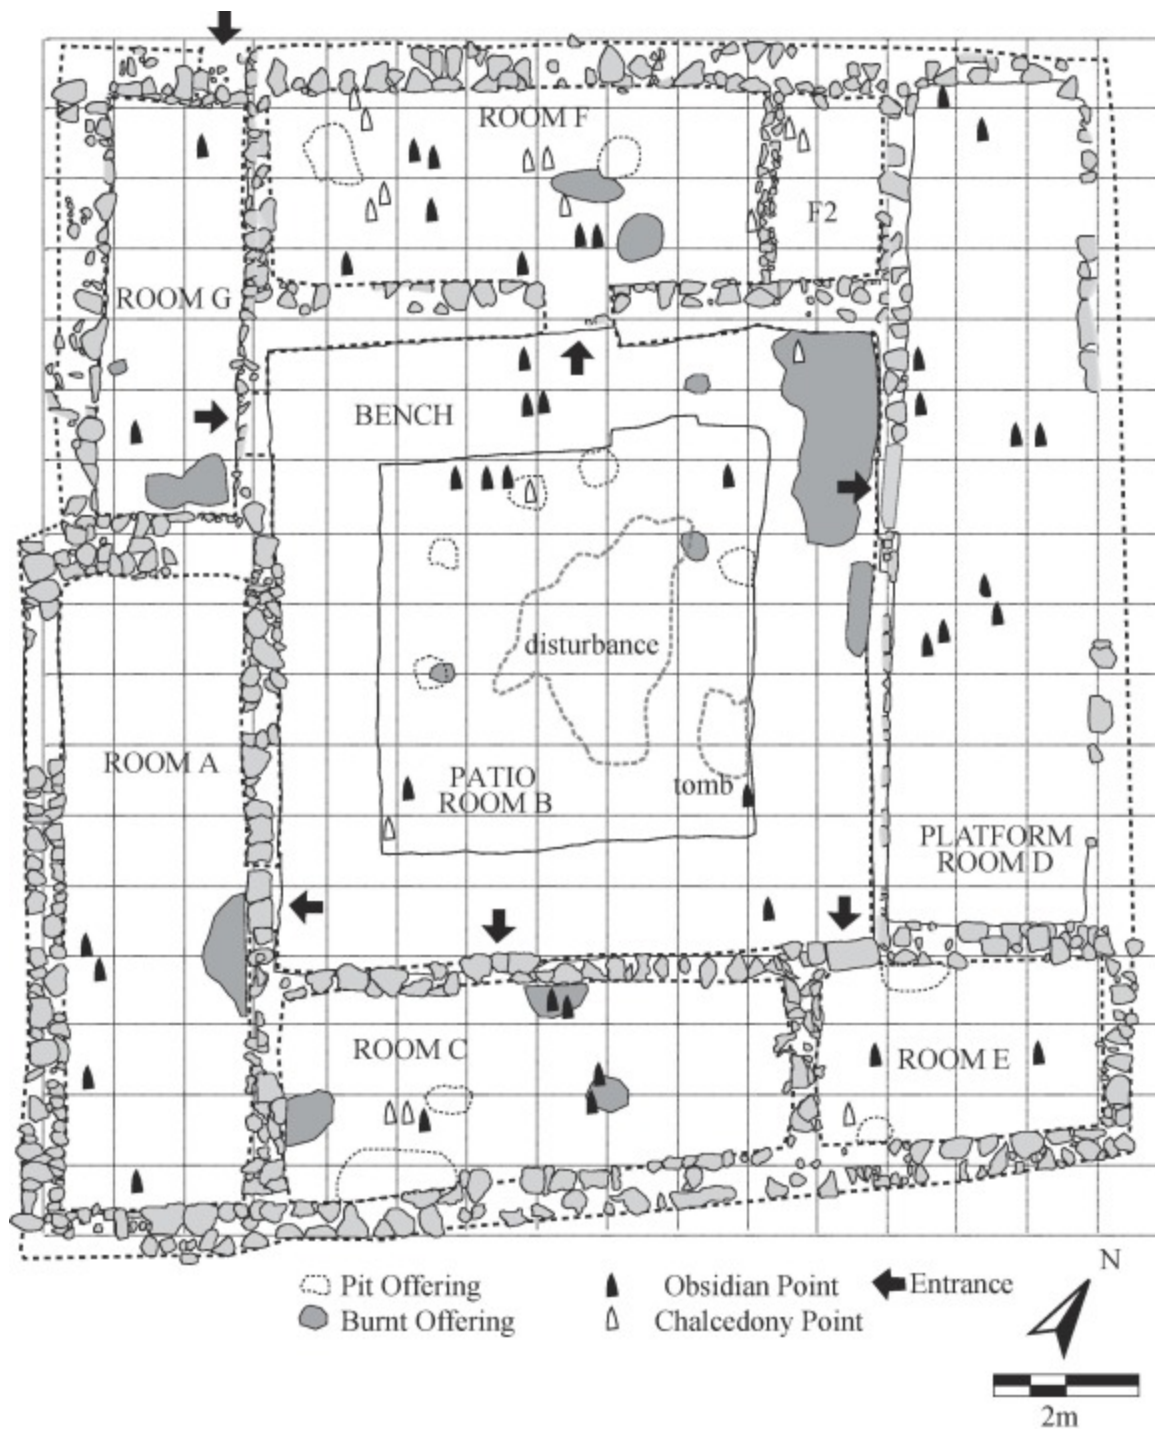 ROOM F
F2
ROOM G
BENCH
disturbance
ROOM A
PATIO
ROOM B
tomb
PLATFORM
ROOM D
ROOM C
ROOM E
N
Pit Offering
Obsidian Point
Entrance
Burnt Offering
Chalcedony Point
2m